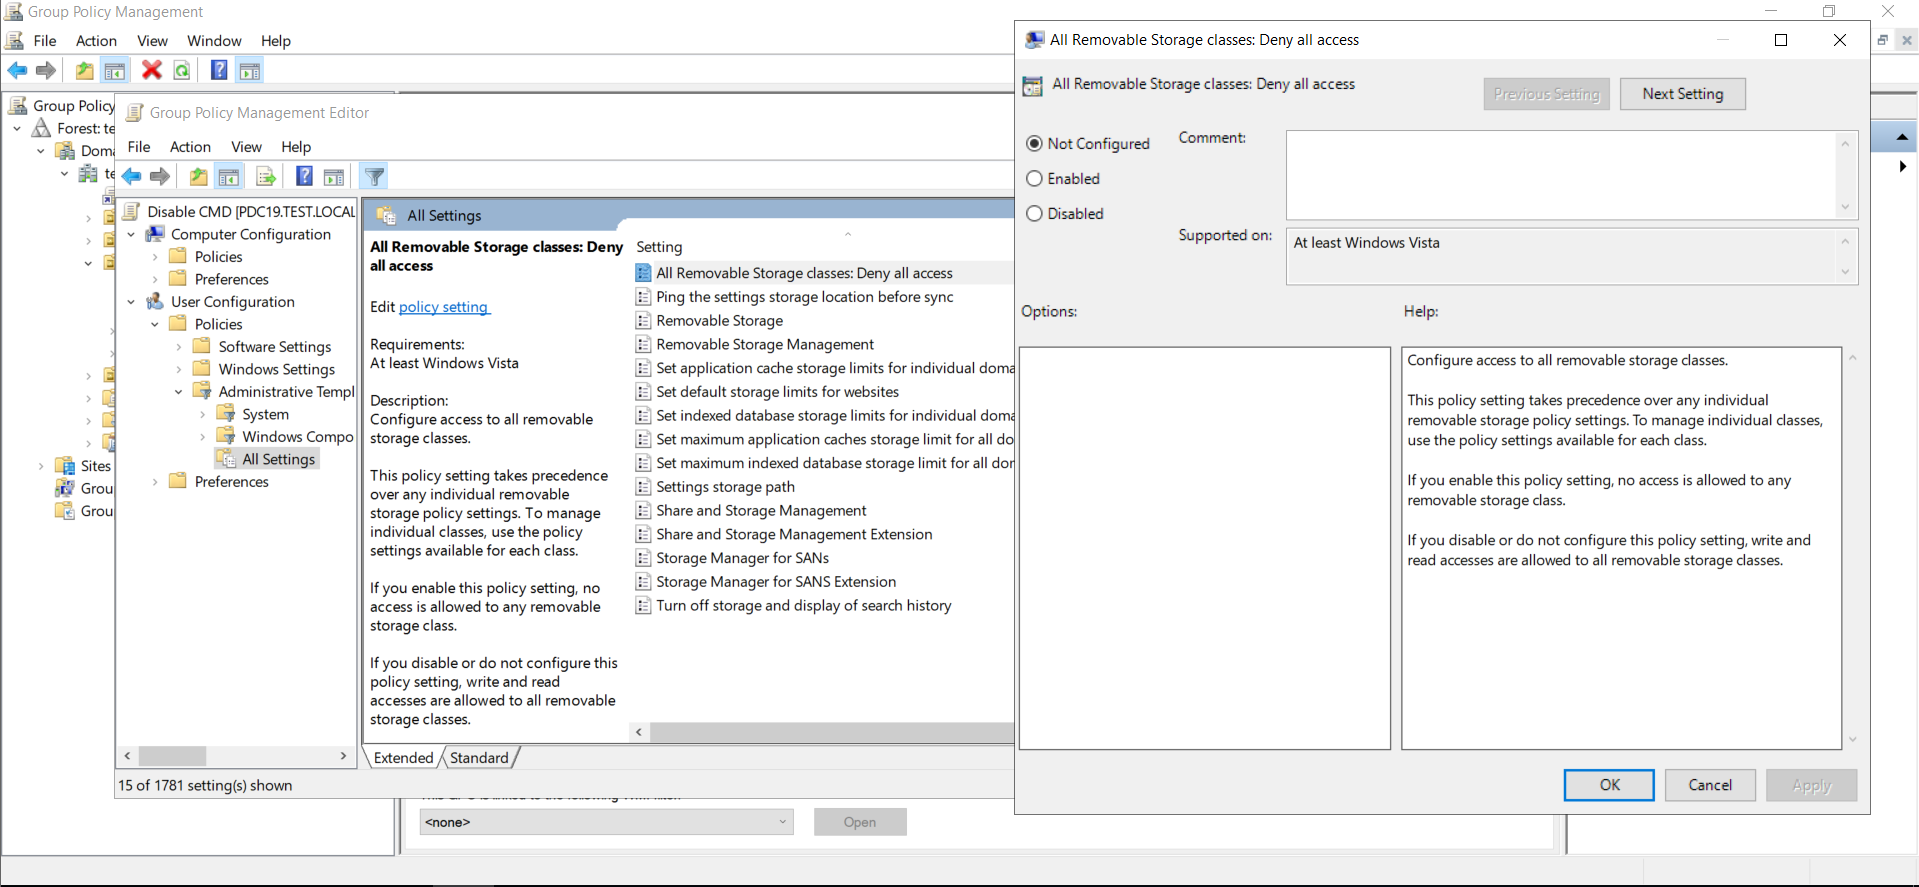 Group Policy Management
File Action View Window Help
Group Policy
Forest: te
Doma
te
Sites
Grou
Grou
Group Policy Management Editor
File Action View Help
Disable CMD [PDC19.TEST.LOCAL
Computer Configuration
Policies
Preferences
User Configuration
Policies
Software Settings
Windows Settings
Administrative Templ
System
Windows Compo
All Settings
Preferences
All Settings
All Removable Storage classes: Deny
all access
Edit policy setting
Requirements:
At least Windows Vista
Description:
Configure access to all removable
storage classes.
This policy setting takes precedence
over any individual removable
storage policy settings. To manage
individual classes, use the policy
settings available for each class.
If you enable this policy setting, no
access is allowed to any removable
storage class.
If you disable or do not configure this
policy setting, write and read
accesses are allowed to all removable
storage classes.
Setting
All Removable Storage classes: Deny all access
Ping the settings storage location before sync
Removable Storage
Removable Storage Management
Set application cache storage limits for individual doma
Set default storage limits for websites
Set indexed database storage limits for individual doma
Set maximum application caches storage limit for all do
Set maximum indexed database storage limit for all dor
Settings storage path
Share and Storage Management
Share and Storage Management Extension
Storage Manager for SANs
Storage Manager for SANS Extension
Turn off storage and display of search history
Extended Standard
15 of 1781 setting(s) shown
<none>
Open
All Removable Storage classes: Deny all access
All Removable Storage classes: Deny all access
Previous Setting Next Setting
Not Configured
Enabled
Disabled
Comment:
Supported on:
At least Windows Vista
Options:
Help:
Configure access to all removable storage classes.
This policy setting takes precedence over any individual
removable storage policy settings. To manage individual classes,
use the policy settings available for each class.
If you enable this policy setting, no access is allowed to any
removable storage class.
If you disable or do not configure this policy setting, write and
read accesses are allowed to all removable storage classes.
OK Cancel Apply